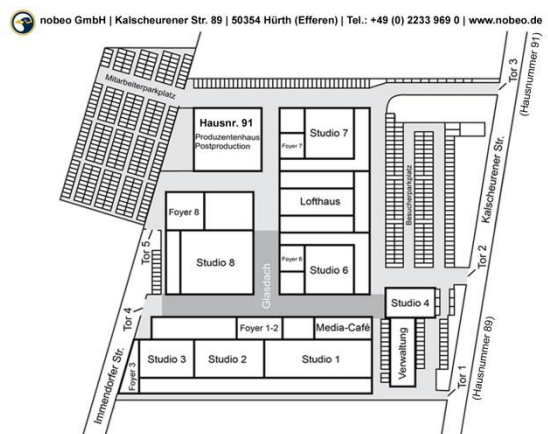 nobeo GmbH | Kalscheurener Str. 89 | 50354 Hürth (Efferen) | Tel.: +49 (0) 2233 969 0 | www.nobeo.de
Mitarbeiterparkplatz
Tor 3
(Hausnummer 91)
Hausnr. 91
Produzentenhaus
Postproduction
Foyer 7
Studio 7
Kalscheurener Str.
Besucherparkplatz
Lofthaus
Foyer 8
Tor 5
Studio 8
Glasdach
Foyer 6
Studio 6
Tor 2
Tor 4
Studio 4
Foyer 1-2
Media-Café
Verwaltung
(Hausnummer 89)
Immendorfer Str.
Foyer 3
Studio 3
Studio 2
Studio 1
Tor 1